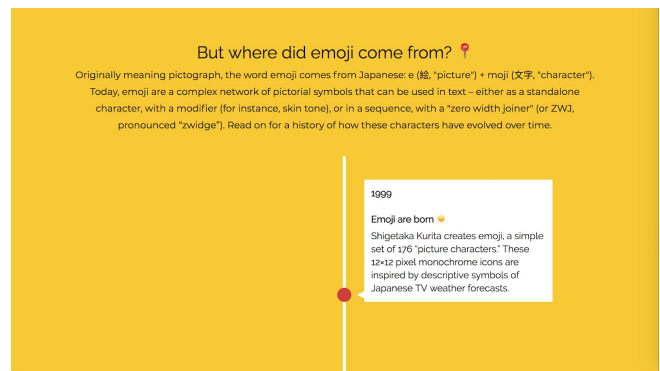 But where did emoji come from? 📍
Originally meaning pictograph, the word emoji comes from Japanese: e (絵, "picture") + moji (文字, "character").
Today, emoji are a complex network of pictorial symbols that can be used in text – either as a standalone
character, with a modifier (for instance, skin tone), or in a sequence, with a "zero width joiner" (or ZWJ,
pronounced "zwidge"). Read on for a history of how these characters have evolved over time.
1999
Emoji are born ☀️
Shigetaka Kurita creates emoji, a simple
set of 176 "picture characters." These
12×12 pixel monochrome icons are
inspired by descriptive symbols of
Japanese TV weather forecasts.